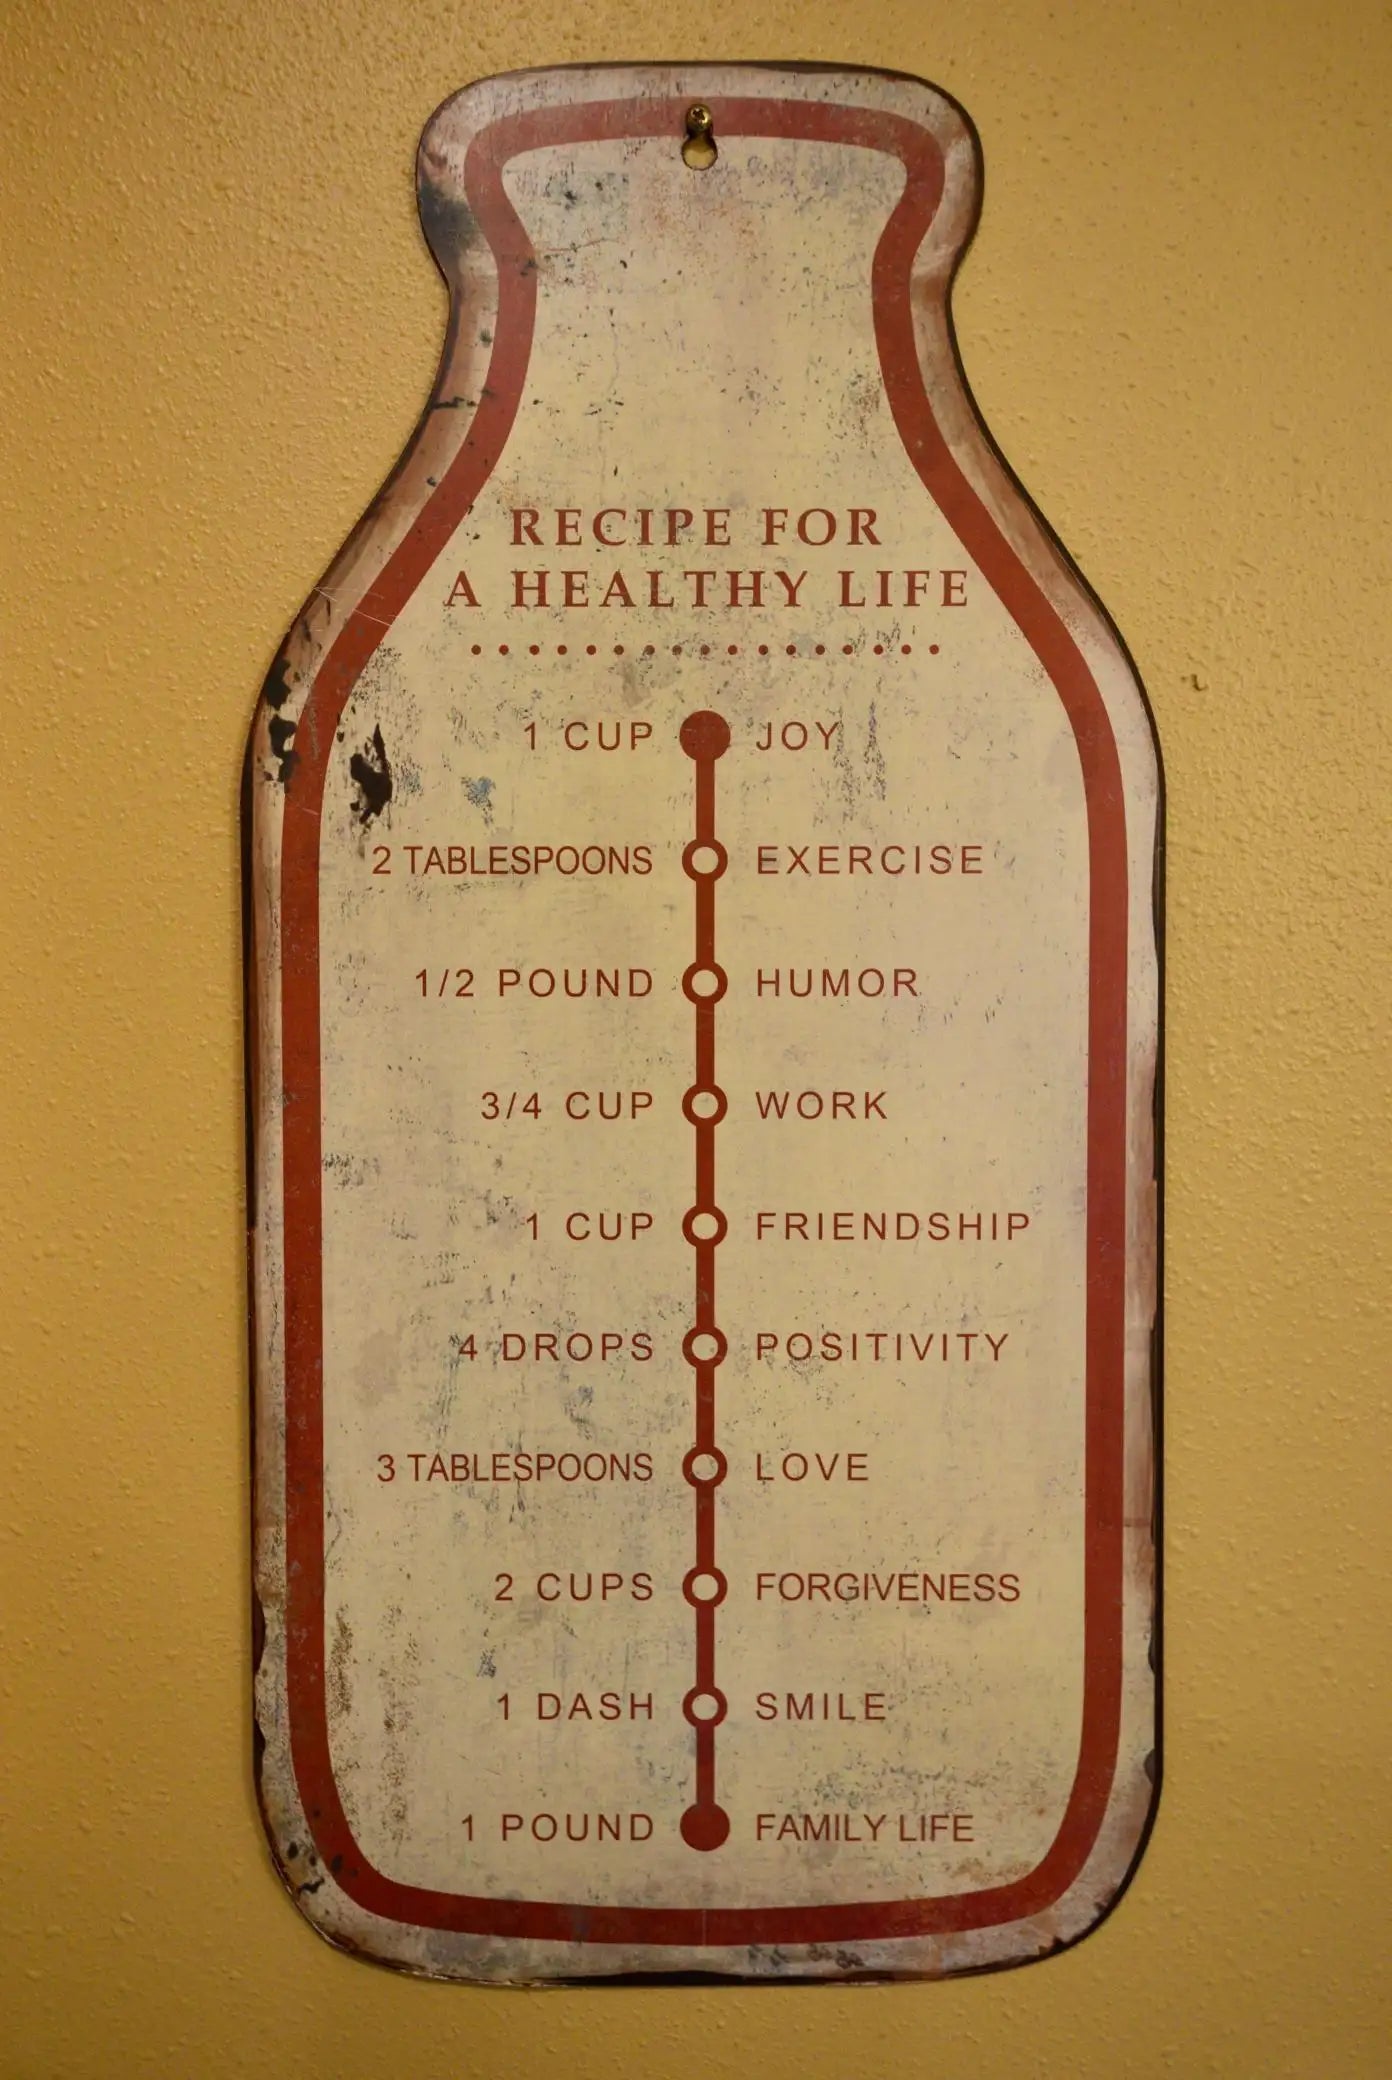 RECIPE FOR
A HEALTHY LIFE
1 CUP JOY
2 TABLESPOONS EXERCISE
1/2 POUND HUMOR
3/4 CUP WORK
1 CUP FRIENDSHIP
4 DROPS POSITIVITY
3 TABLESPOONS LOVE
2 CUPS FORGIVENESS
1 DASH SMILE
1 POUND FAMILY LIFE